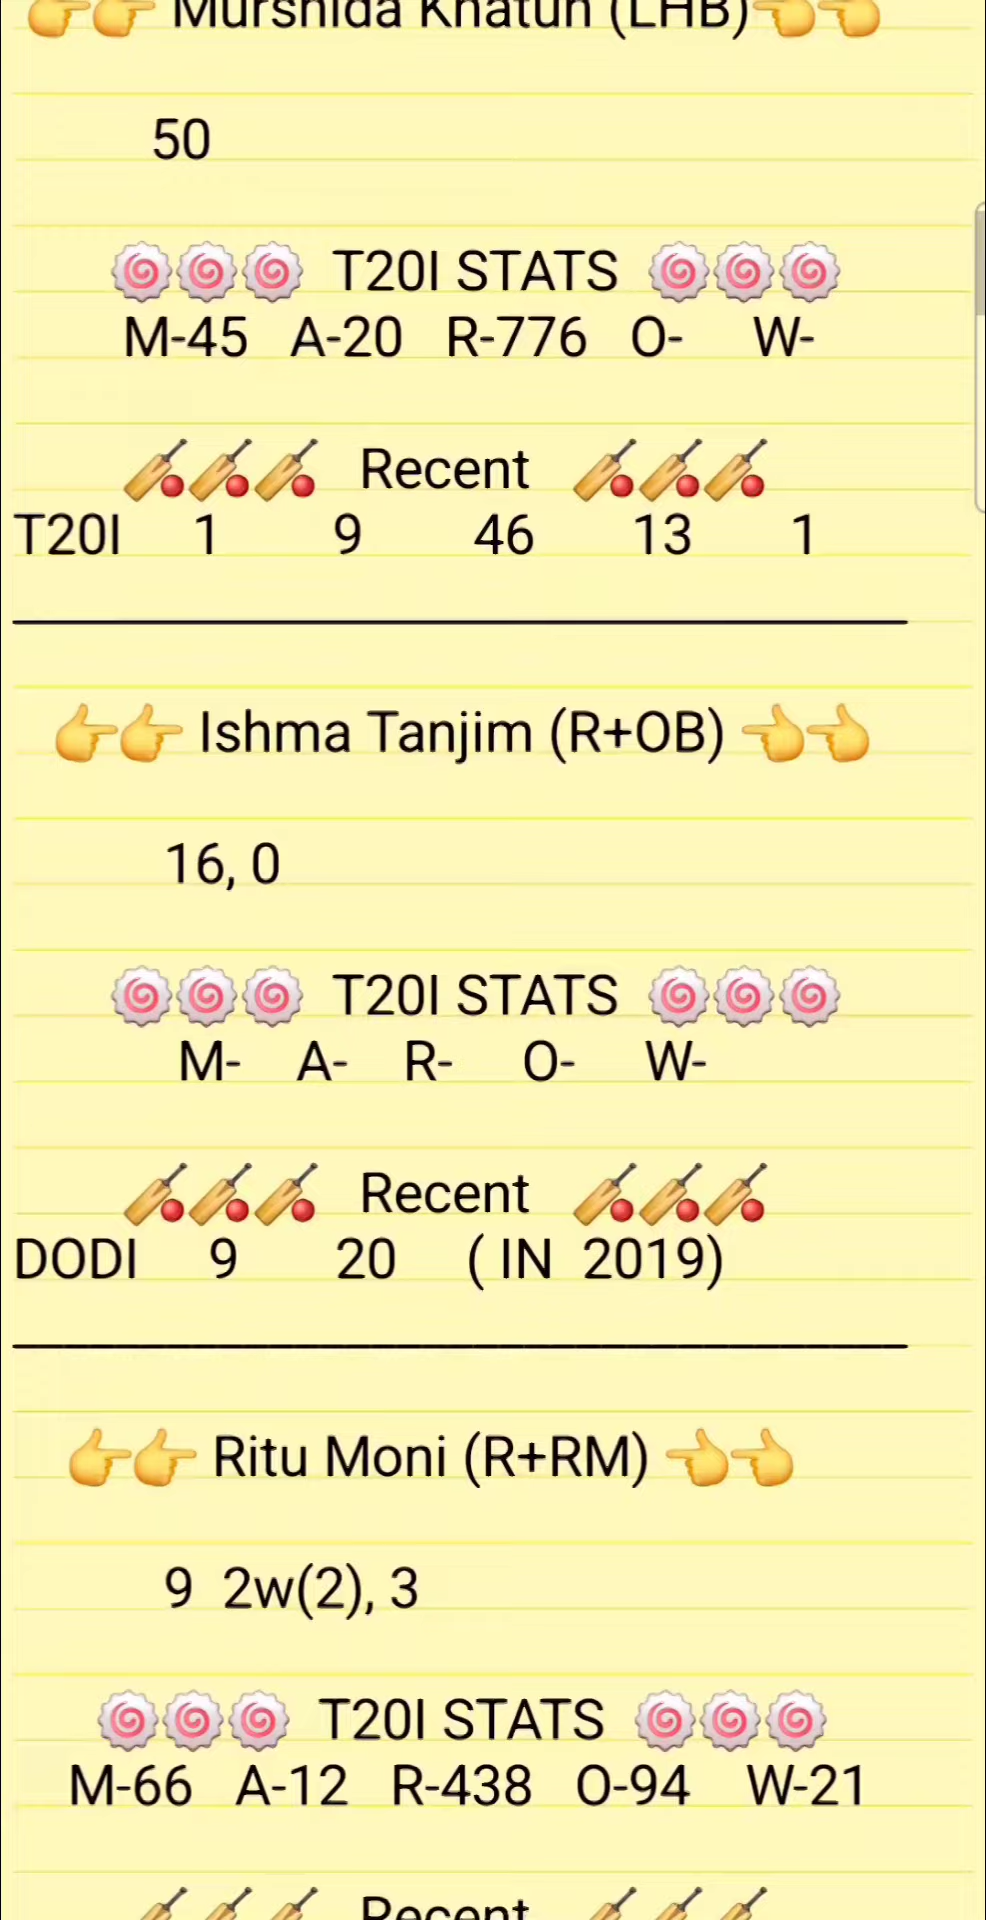 👉👉 Murshida Khatun (LHB)👈👈
50
🍥🍥🍥 T20I STATS 🍥🍥🍥
M-45 A-20 R-776 O- W-
🏏🏏🏏 Recent 🏏🏏🏏
T20I 1 9 46 13 1
👉👉 Ishma Tanjim (R+OB) 👈👈
16, 0
🍥🍥🍥 T20I STATS 🍥🍥🍥
M- A- R- O- W-
🏏🏏🏏 Recent 🏏🏏🏏
DODI 9 20 ( IN 2019)
👉👉 Ritu Moni (R+RM) 👈👈
9 2w(2), 3
🍥🍥🍥 T20I STATS 🍥🍥🍥
M-66 A-12 R-438 O-94 W-21
🏏🏏🏏 Recent 🏏🏏🏏